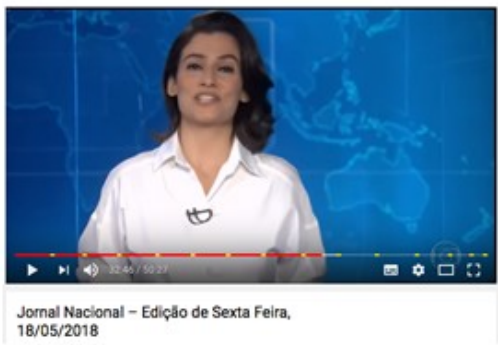 32:46 / 50:27
Jornal Nacional – Edição de Sexta Feira,
18/05/2018